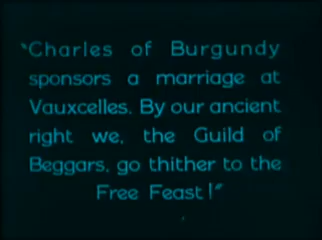 "Charles of Burgundy
sponsors a marriage at
Vauxcelles. By our ancient
right we, the Guild of
Beggars, go thither to the
Free Feast!"